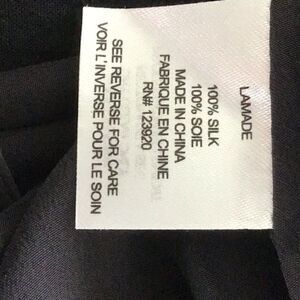 LAMADE
100% SILK
100% SOIE
MADE IN CHINA
FABRIQUE EN CHINE
RN# 123920
SEE REVERSE FOR CARE
VOIR L'INVERSE POUR LE SOIN